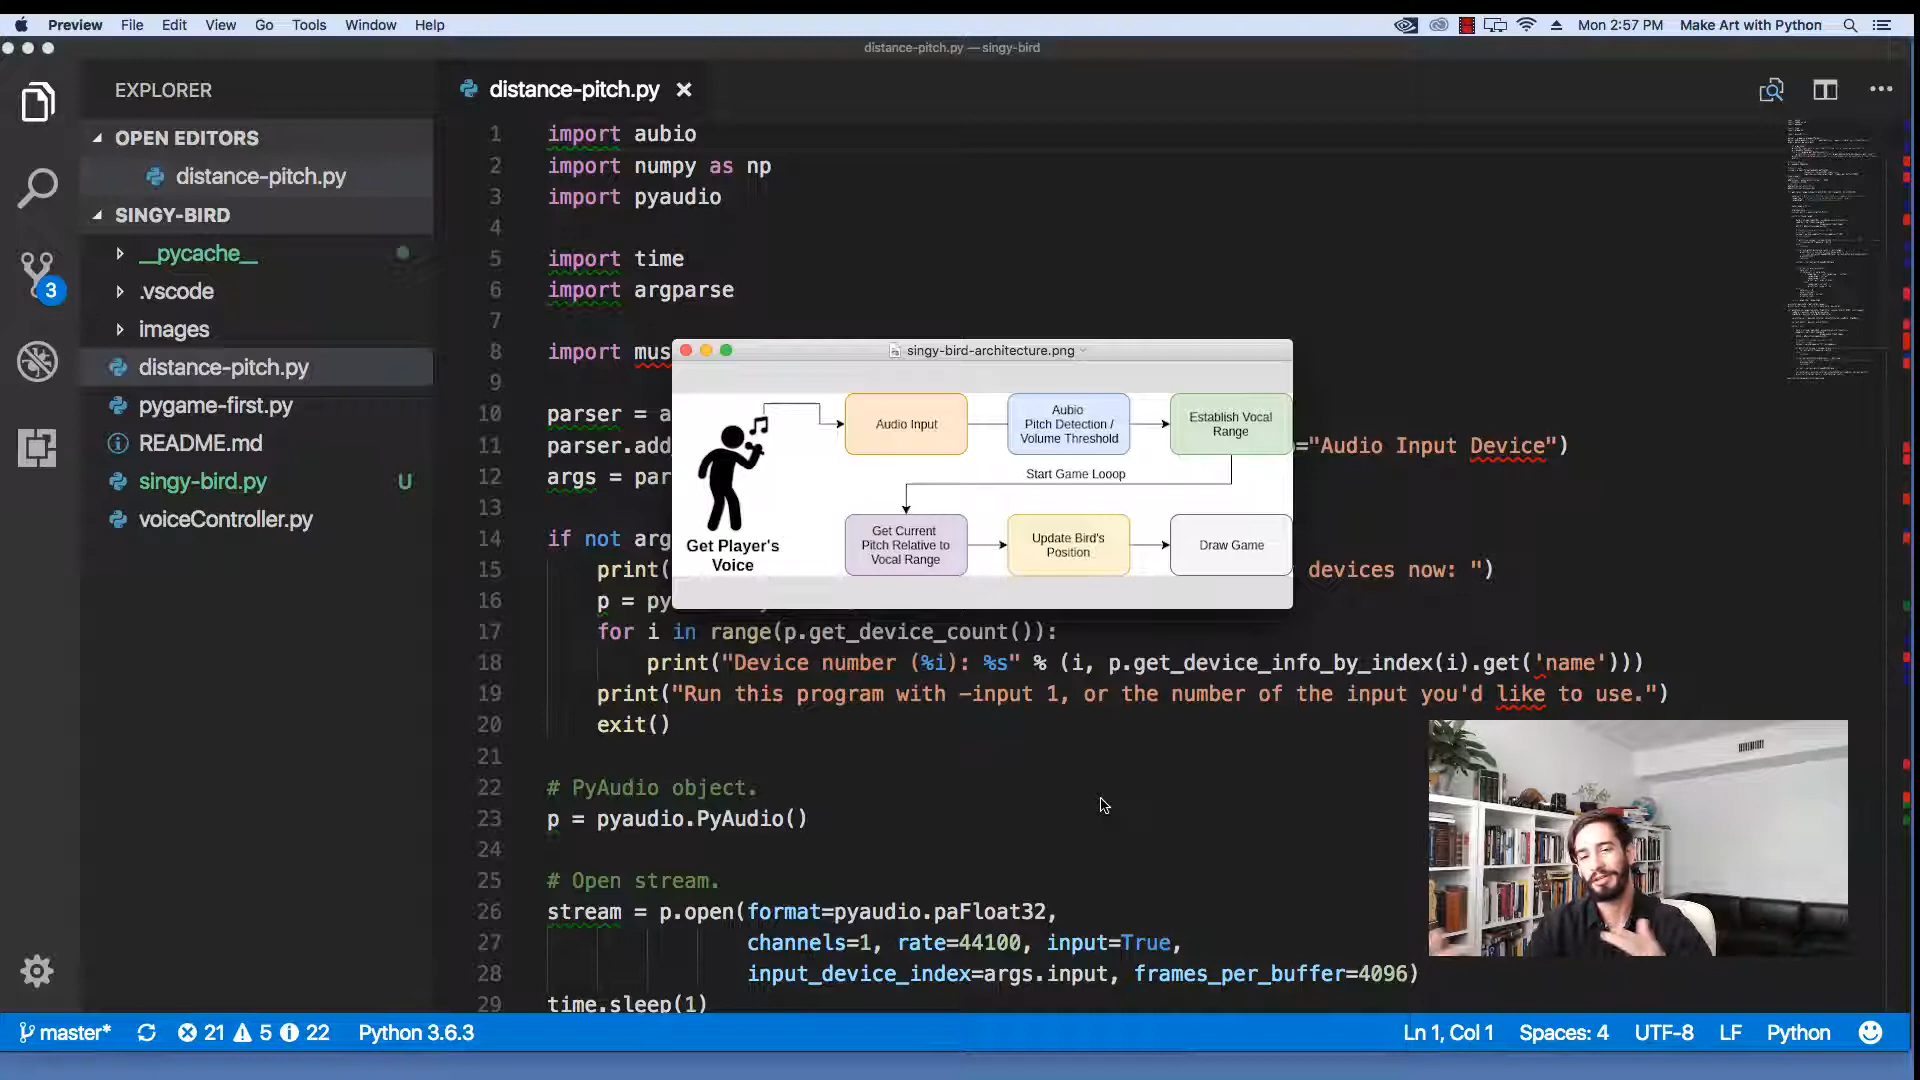 Preview File Edit View Go Tools Window Help
Mon 2:57 PM Make Art with Python
distance-pitch.py — singy-bird
EXPLORER
OPEN EDITORS
distance-pitch.py
SINGY-BIRD
__pycache__
.vscode
images
distance-pitch.py
pygame-first.py
README.md
singy-bird.py U
voiceController.py
3
distance-pitch.py
1 import aubio
2 import numpy as np
3 import pyaudio
4
5 import time
6 import argparse
7
8 import mus
9
10 parser = a
11 parser.add ="Audio Input Device")
12 args = par
13
14 if not arg
15 print( devices now: ")
16 p = py
17 for i in range(p.get_device_count()):
18 print("Device number (%i): %s" % (i, p.get_device_info_by_index(i).get('name')))
19 print("Run this program with -input 1, or the number of the input you'd like to use.")
20 exit()
21
22 # PyAudio object.
23 p = pyaudio.PyAudio()
24
25 # Open stream.
26 stream = p.open(format=pyaudio.paFloat32,
27 channels=1, rate=44100, input=True,
28 input_device_index=args.input, frames_per_buffer=4096)
29 time.sleep(1)
singy-bird-architecture.png
Get Player's
Voice
Audio Input
Aubio
Pitch Detection /
Volume Threshold
Establish Vocal
Range
Start Game Looop
Get Current
Pitch Relative to
Vocal Range
Update Bird's
Position
Draw Game
master* 21 5 22 Python 3.6.3
Ln 1, Col 1 Spaces: 4 UTF-8 LF Python